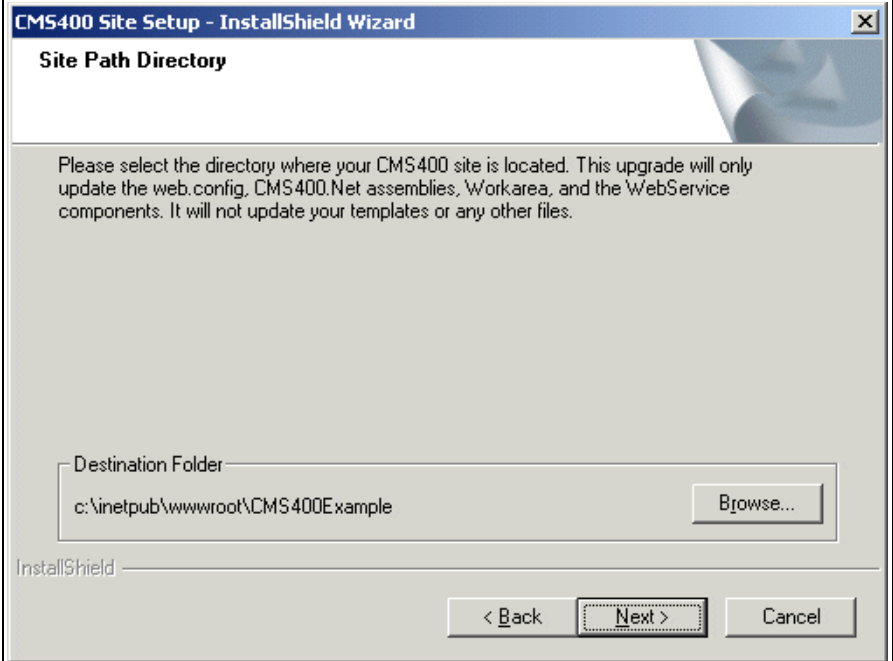 CMS400 Site Setup - InstallShield Wizard
Site Path Directory
Please select the directory where your CMS400 site is located. This upgrade will only
update the web.config, CMS400.Net assemblies, Workarea, and the WebService
components. It will not update your templates or any other files.
Destination Folder
c:\inetpub\wwwroot\CMS400Example
Browse...
InstallShield
< Back
Next >
Cancel